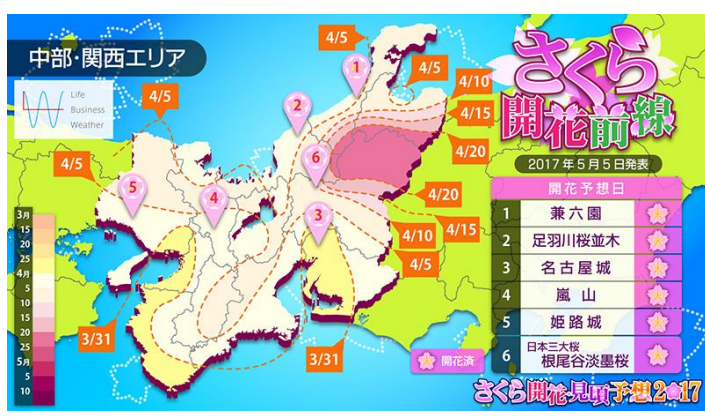 中部・関西エリア
Life
Business
Weather
さくら
開花前線
2017年5月5日発表
開花予想日
1 兼六園
2 足羽川桜並木
3 名古屋城
4 嵐山
5 姫路城
日本三大桜
6 根尾谷淡墨桜
4/5
4/5
4/10
4/15
4/20
4/20
4/15
4/10
4/5
3/31
3/31
4/5
4/5
1
2
6
5
4
3
3月
15
20
25
4月
5
10
15
20
25
5月
5
10
開花済
さくら開花見頃予想2017